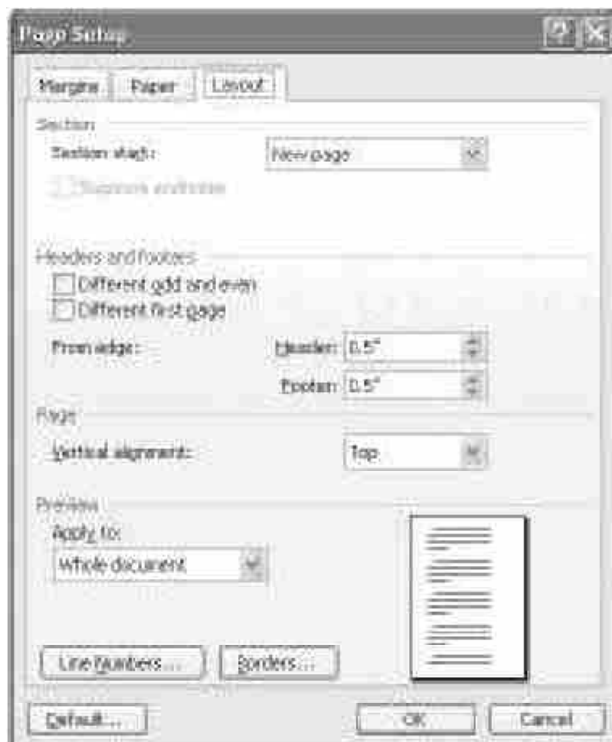 Page Setup
Margins Paper Layout
Section
Section start: New page
Suppress endnotes
Headers and footers
Different odd and even
Different first page
From edge: Header: 0.5"
Footer: 0.5"
Page
Vertical alignment: Top
Preview
Apply to:
Whole document
Line Numbers... Borders...
Default... OK Cancel